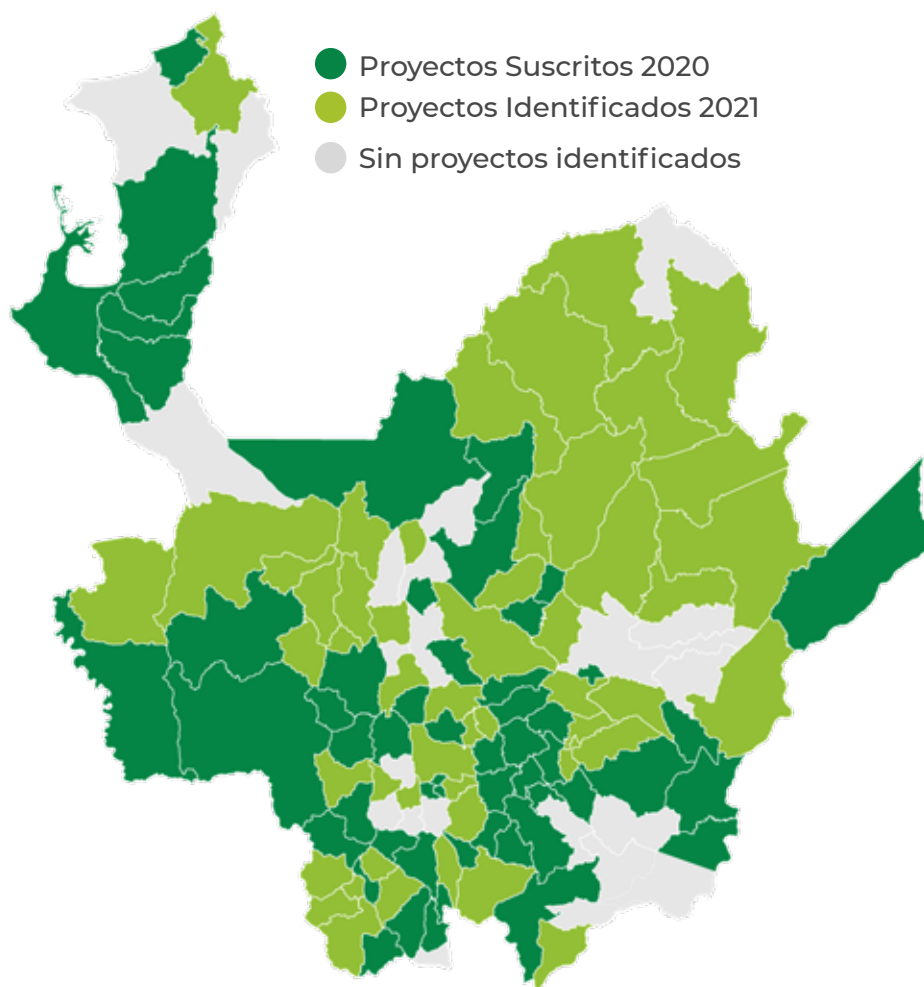 Proyectos Suscritos 2020
Proyectos Identificados 2021
Sin proyectos identificados